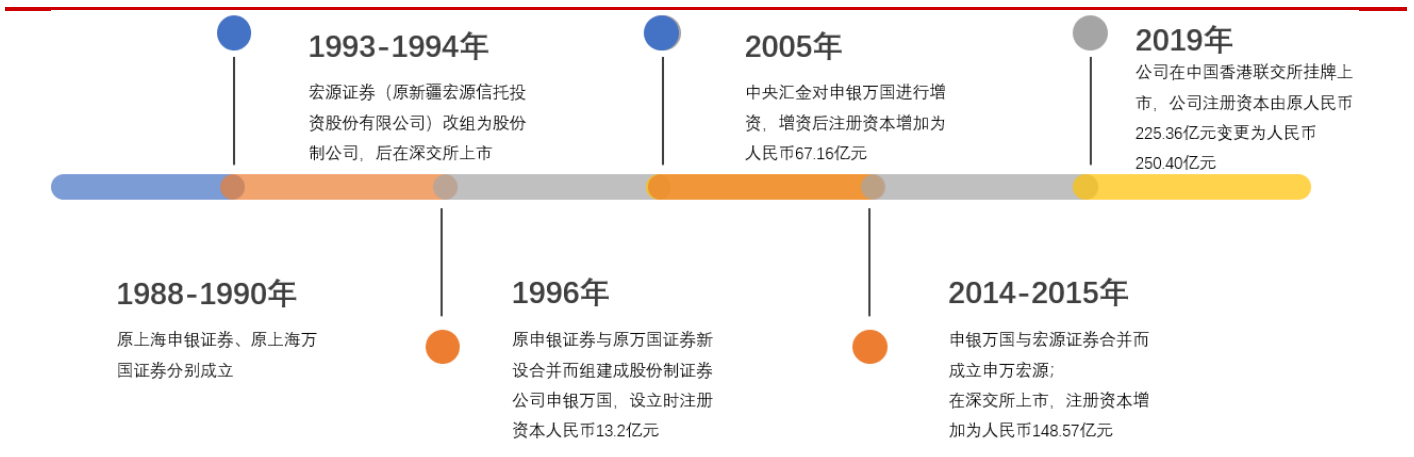 1993-1994年
宏源证券（原新疆宏源信托投
资股份有限公司）改组为股份
制公司，后在深交所上市
2005年
中央汇金对申银万国进行增
资，增资后注册资本增加为
人民币67.16亿元
2019年
公司在中国香港联交所挂牌上
市，公司注册资本由原人民币
225.36亿元变更为人民币
250.40亿元
1988-1990年
原上海申银证券、原上海万
国证券分别成立
1996年
原申银证券与原万国证券新
设合并而组建成股份制证券
公司申银万国，设立时注册
资本人民币13.2亿元
2014-2015年
申银万国与宏源证券合并而
成立申万宏源；
在深交所上市，注册资本增
加为人民币148.57亿元